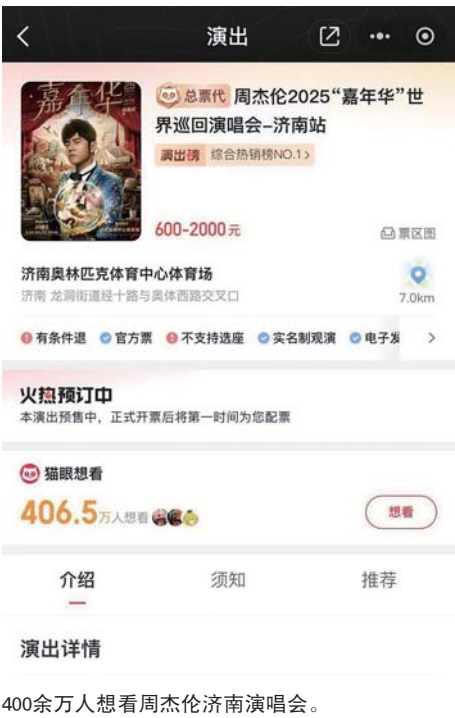 演出
总票代 周杰伦2025“嘉年华”世
界巡回演唱会-济南站
演出榜 综合热销榜NO.1>
嘉年华
600-2000元
票区图
济南奥林匹克体育中心体育场
济南 龙洞街道经十路与奥体西路交叉口
7.0km
有条件退 官方票 不支持选座 实名制观演 电子发
火热预订中
本演出预售中，正式开票后将第一时间为您配票
猫眼想看
406.5万人想看
想看
介绍 须知 推荐
演出详情
400余万人想看周杰伦济南演唱会。